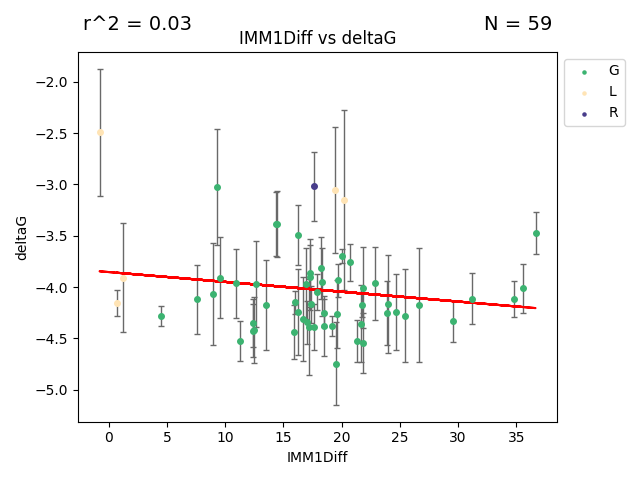 r^2 = 0.03
N = 59
IMM1Diff vs deltaG
G
L
R
deltaG
−2.0
−2.5
−3.0
−3.5
−4.0
−4.5
−5.0
0 5 10 15 20 25 30 35
IMM1Diff